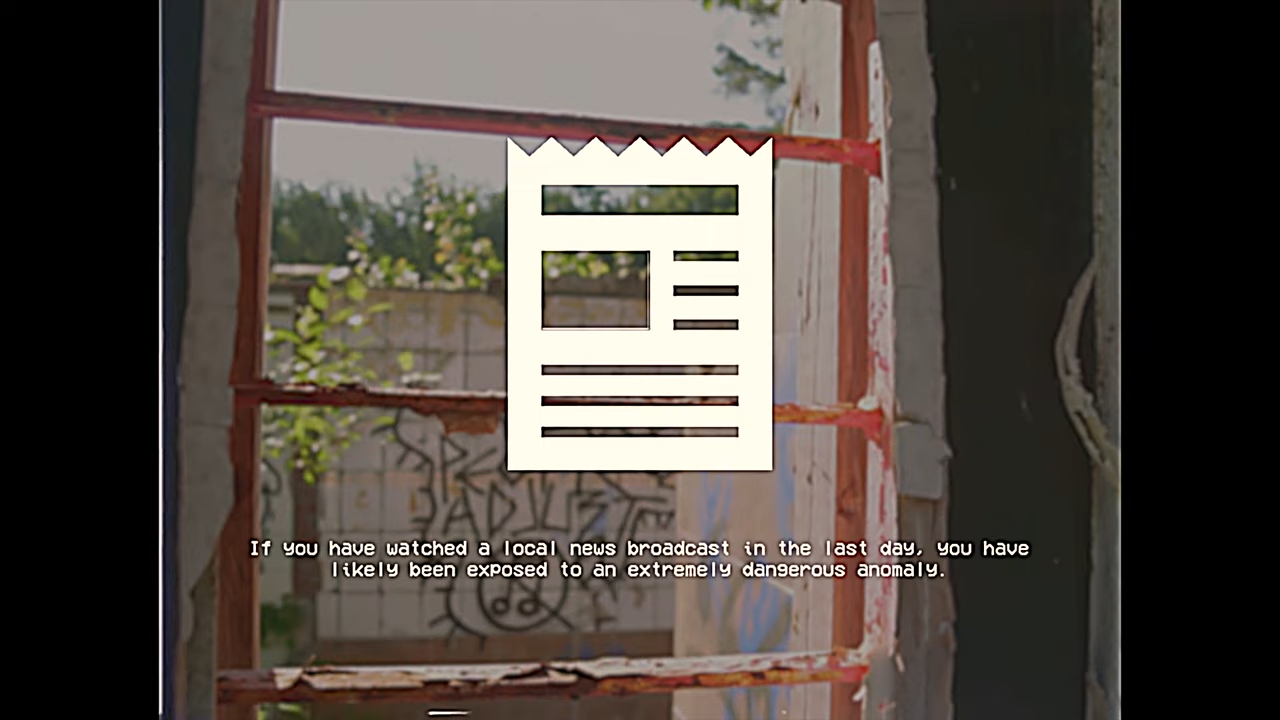 If you have watched a local news broadcast in the last day, you have
likely been exposed to an extremely dangerous anomaly.